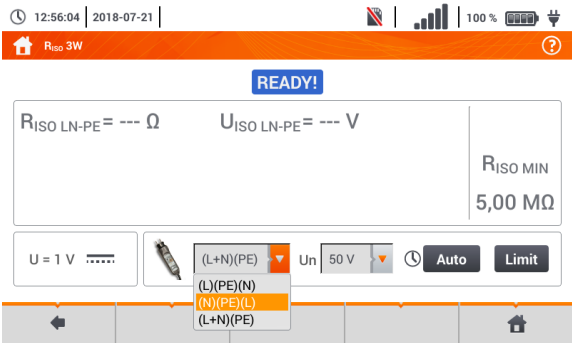 12:56:04 2018-07-21 100 %
RISO 3W ?
READY!
RISO LN-PE= --- Ω UISO LN-PE= --- V
RISO MIN
5,00 MΩ
U = 1 V (L+N)(PE) Un 50 V Auto Limit
(L)(PE)(N)
(N)(PE)(L)
(L+N)(PE)